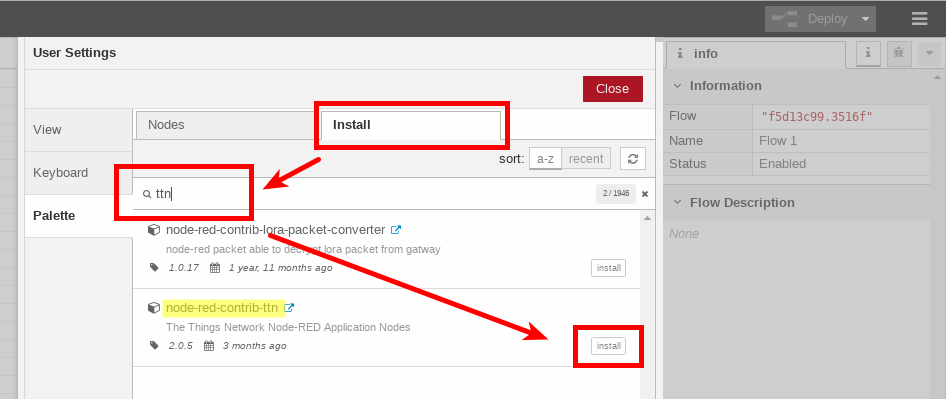 Deploy
User Settings
Close
View
Keyboard
Palette
Nodes
Install
sort: a-z recent
ttn
2 / 1946
node-red-contrib-lora-packet-converter
node-red packet able to decrypt lora packet from gatway
1.0.17 1 year, 11 months ago
install
node-red-contrib-ttn
The Things Network Node-RED Application Nodes
2.0.5 3 months ago
install
info
Information
Flow "f5d13c99.3516f"
Name Flow 1
Status Enabled
Flow Description
None